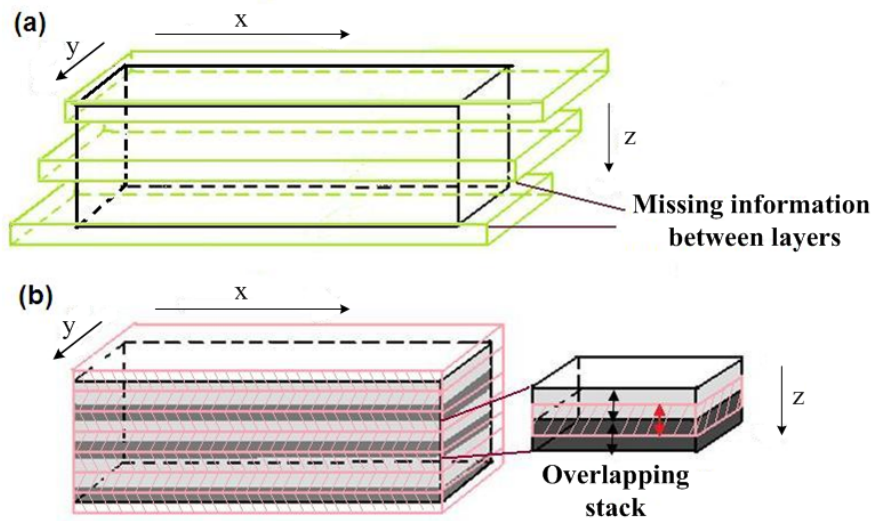 (a)
x
y
z
Missing information
between layers
(b)
x
y
z
Overlapping
stack